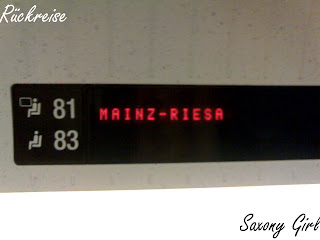 Rückreise
81 MAINZ-RIESA
83
Saxony Girl